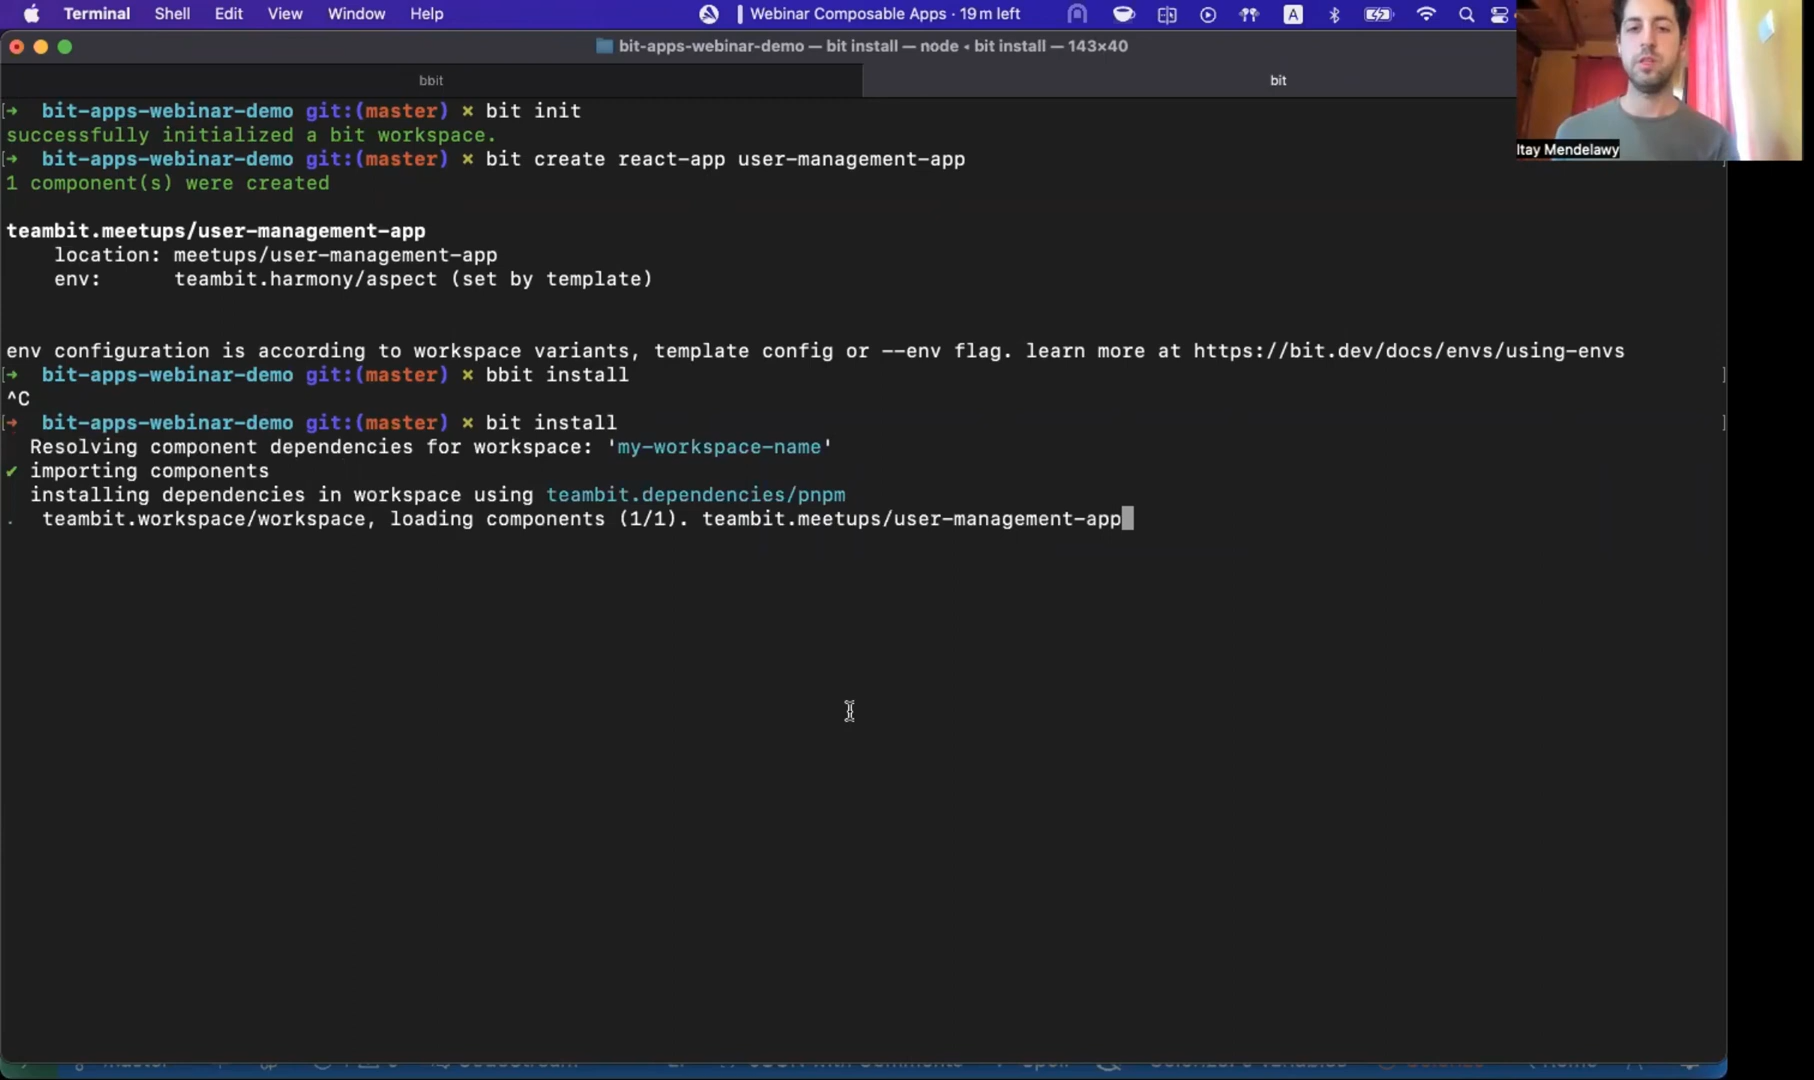 Terminal Shell Edit View Window Help Webinar Composable Apps · 19 m left A
bit-apps-webinar-demo — bit install — node ◂ bit install — 143×40
bbit bit
➜ bit-apps-webinar-demo git:(master) × bit init
successfully initialized a bit workspace.
➜ bit-apps-webinar-demo git:(master) × bit create react-app user-management-app
1 component(s) were created
teambit.meetups/user-management-app
location: meetups/user-management-app
env: teambit.harmony/aspect (set by template)
env configuration is according to workspace variants, template config or --env flag. learn more at https://bit.dev/docs/envs/using-envs
➜ bit-apps-webinar-demo git:(master) × bbit install
^C
➜ bit-apps-webinar-demo git:(master) × bit install
Resolving component dependencies for workspace: 'my-workspace-name'
✔ importing components
installing dependencies in workspace using teambit.dependencies/pnpm
. teambit.workspace/workspace, loading components (1/1). teambit.meetups/user-management-app
Itay Mendelawy